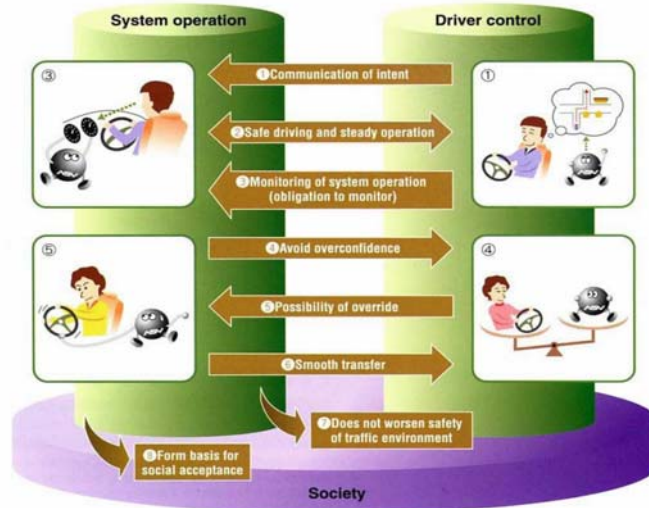 System operation
Driver control
③
①
❶Communication of intent
❷Safe driving and steady operation
❸Monitoring of system operation
(obligation to monitor)
⑤
④
❹Avoid overconfidence
❺Possibility of override
❻Smooth transfer
❼Does not worsen safety
of traffic environment
❽Form basis for
social acceptance
Society